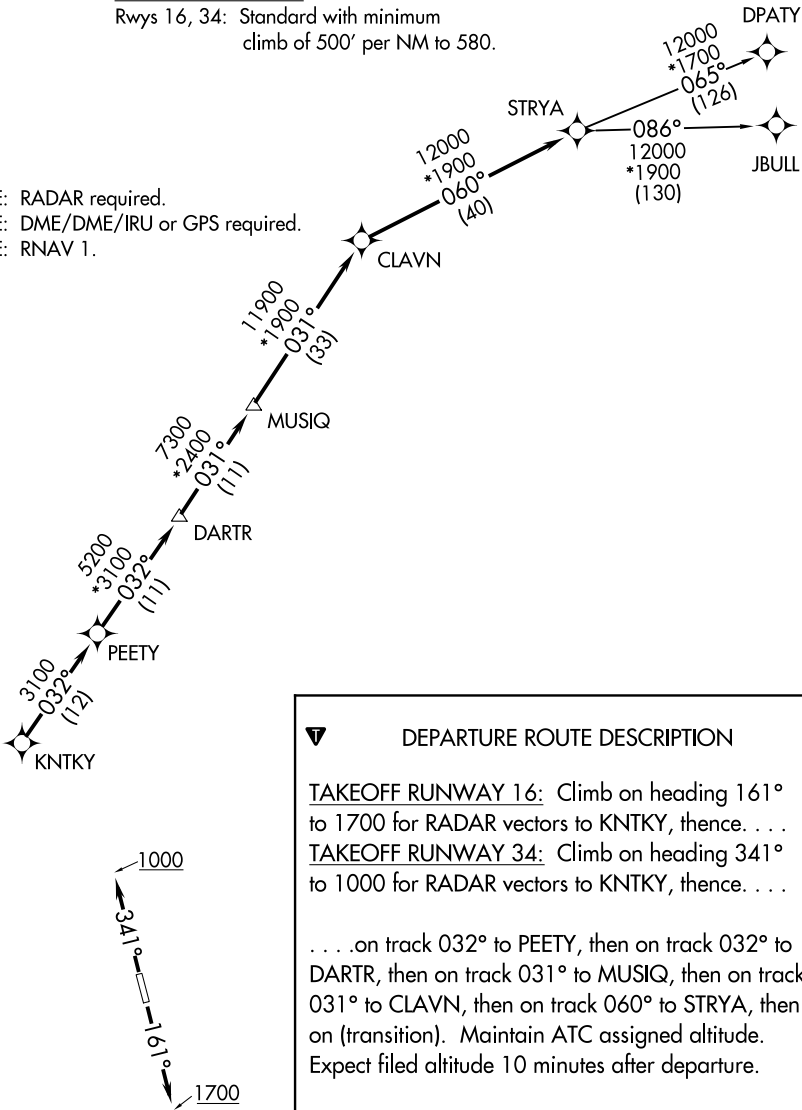 Rwys 16, 34: Standard with minimum
climb of 500' per NM to 580.
DPATY
12000
*1700
065°
(126)
STRYA
086°
12000
*1900
(130)
JBULL
12000
*1900
060°
(40)
E: RADAR required.
E: DME/DME/IRU or GPS required.
E: RNAV 1.
CLAVN
11900
*1900
031°
(33)
MUSIQ
7300
*2400
031°
(11)
DARTR
5200
*3100
032°
(11)
PEETY
3100
032°
(12)
KNTKY
T
DEPARTURE ROUTE DESCRIPTION
TAKEOFF RUNWAY 16: Climb on heading 161°
to 1700 for RADAR vectors to KNTKY, thence. . . .
TAKEOFF RUNWAY 34: Climb on heading 341°
to 1000 for RADAR vectors to KNTKY, thence. . . .
. . . .on track 032° to PEETY, then on track 032° to
DARTR, then on track 031° to MUSIQ, then on track
031° to CLAVN, then on track 060° to STRYA, then
on (transition). Maintain ATC assigned altitude.
Expect filed altitude 10 minutes after departure.
1000
341°
161°
1700